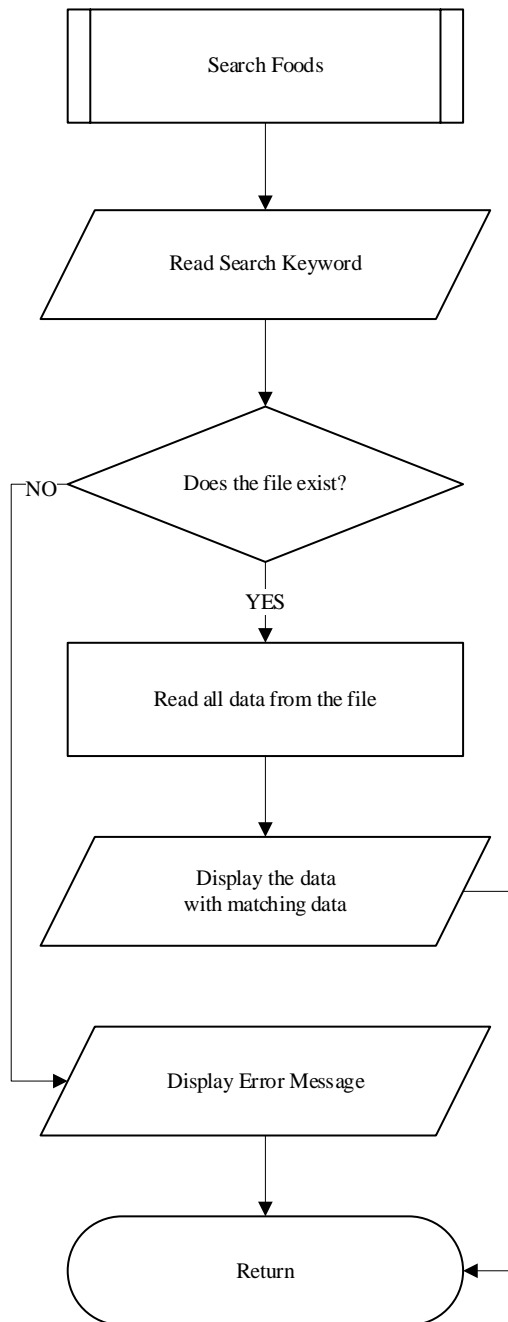 Search Foods
Read Search Keyword
Does the file exist?
NO
YES
Read all data from the file
Display the data
with matching data
Display Error Message
Return